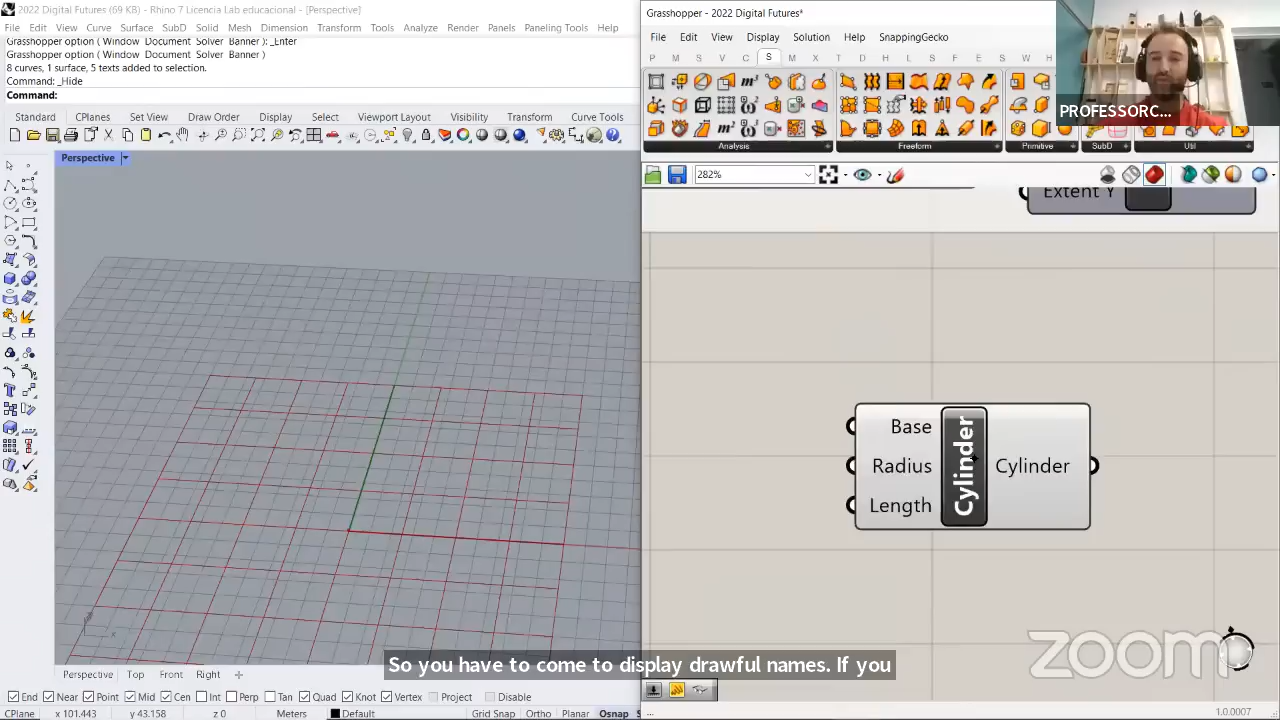 2022 Digital Futures (69 KB) - Rhino 7 Licencia Lab educacional - [Perspective]
File Edit View Curve Surface SubD Solid Mesh Dimension Transform Tools Analyze Render Panels Paneling Tools Help
Grasshopper option ( Window Document Solver Banner ): _Enter
Grasshopper option ( Window Document Solver Banner )
8 curves, 1 surface, 5 texts added to selection.
Command: _Hide
Command:
Standard CPlanes Set View Display Select Viewport Layout Visibility Transform Curve Tools
Draw Order
Perspective
Grasshopper - 2022 Digital Futures*
File Edit View Display Solution Help SnappingGecko
P M S V C S I M X T D R K A E S W H
Analysis Freeform Primitive SubD Util
PROFESSORC...
282%
Extent Y
Base
Radius
Length
Cylinder
Cylinder
zoom
So you have to come to display drawful names. If you
Perspective Top Front Right
End Near Point Mid Cen Int Perp Tan Quad Knot Vertex Project Disable
CPlane x 101.443 y 43.158 z 0 Meters Default Grid Snap Ortho Planar Osnap
...
1.0.0007